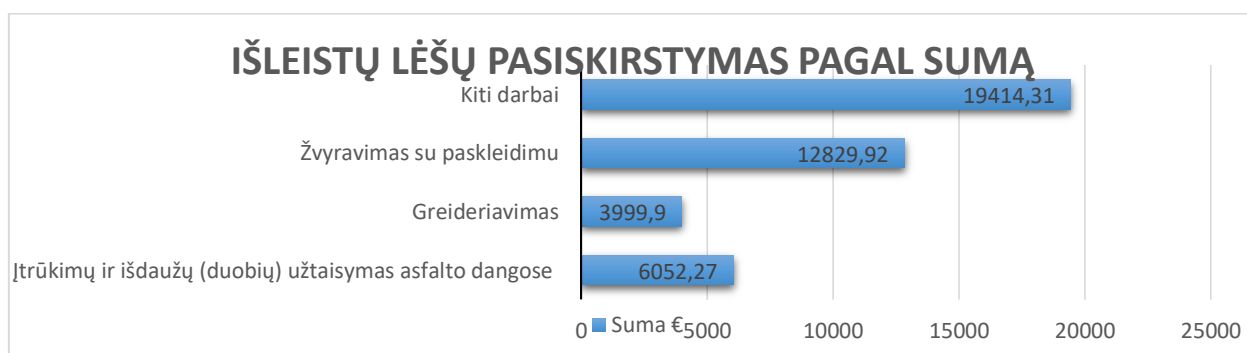 IŠLEISTŲ LĖŠŲ PASISKIRSTYMAS PAGAL SUMĄ
Kiti darbai 19414,31
Žvyravimas su paskleidimu 12829,92
Greideriavimas 3999,9
Įtrūkimų ir išdaužų (duobių) užtaisymas asfalto dangose 6052,27
0 5000 10000 15000 20000 25000
Suma €